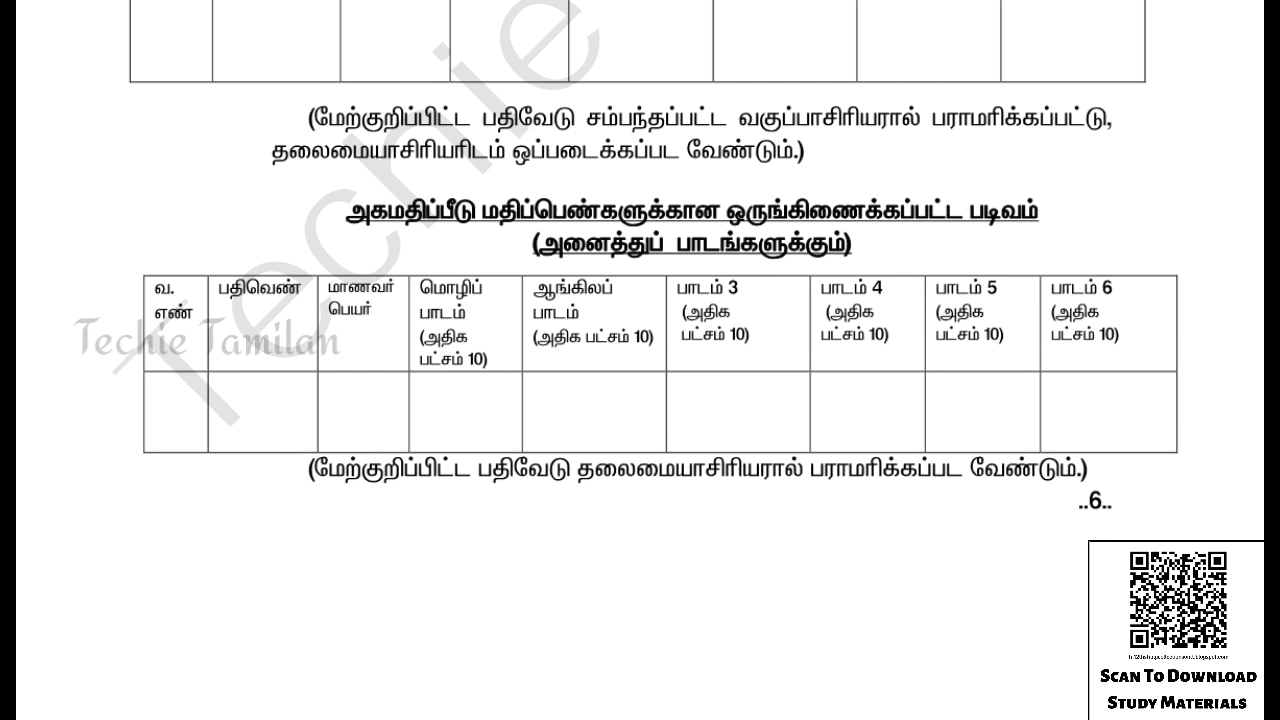 (மேற்குறிப்பிட்ட பதிவேடு சம்பந்தப்பட்ட வகுப்பாசிரியரால் பராமரிக்கப்பட்டு,
தலைமையாசிரியரிடம் ஒப்படைக்கப்பட வேண்டும்.)
அகமதிப்பீடு மதிப்பெண்களுக்கான ஒருங்கிணைக்கப்பட்ட படிவம்
(அனைத்துப் பாடங்களுக்கும்)
வ.
எண்
பதிவெண்
மாணவர்
பெயர்
மொழிப்
பாடம்
(அதிக
பட்சம் 10)
ஆங்கிலப்
பாடம்
(அதிக பட்சம் 10)
பாடம் 3
(அதிக
பட்சம் 10)
பாடம் 4
(அதிக
பட்சம் 10)
பாடம் 5
(அதிக
பட்சம் 10)
பாடம் 6
(அதிக
பட்சம் 10)
Techie Tamilan
Techie
(மேற்குறிப்பிட்ட பதிவேடு தலைமையாசிரியரால் பராமரிக்கப்பட வேண்டும்.)
..6..
SCAN TO DOWNLOAD
STUDY MATERIALS